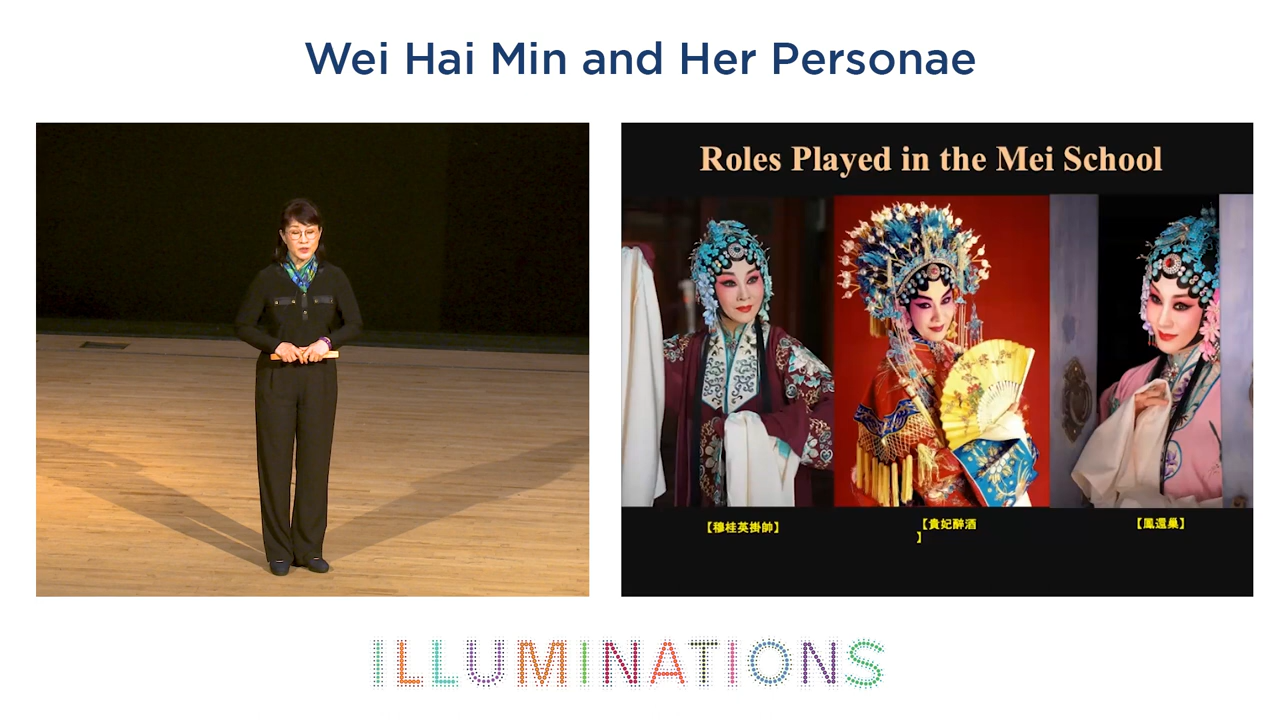 Wei Hai Min and Her Personae
Roles Played in the Mei School
【穆桂英掛帥】
【貴妃醉酒
】
【鳳還巢】
ILLUMINATIONS